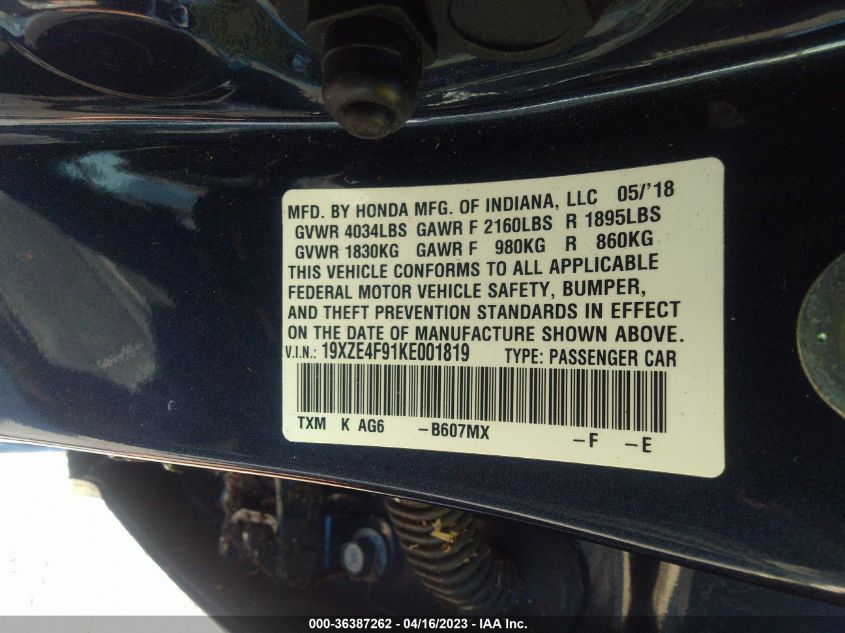 MFD. BY HONDA MFG. OF INDIANA, LLC 05/'18
GVWR 4034LBS GAWR F 2160LBS R 1895LBS
GVWR 1830KG GAWR F 980KG R 860KG
THIS VEHICLE CONFORMS TO ALL APPLICABLE
FEDERAL MOTOR VEHICLE SAFETY, BUMPER,
AND THEFT PREVENTION STANDARDS IN EFFECT
ON THE DATE OF MANUFACTURE SHOWN ABOVE.
V.I.N.: 19XZE4F91KE001819 TYPE: PASSENGER CAR
TXM K AG6 -B607MX -F -E
000-36387262 - 04/16/2023 - IAA Inc.